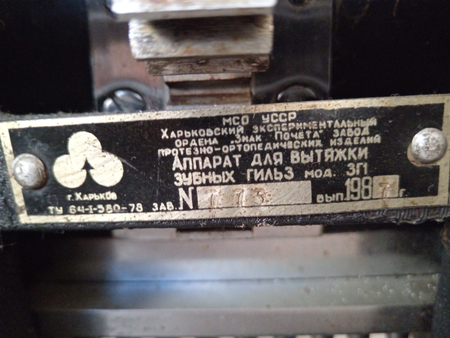 МСО УССР
ХАРЬКОВСКИЙ ЭКСПЕРИМЕНТАЛЬНЫЙ
ОРДЕНА „ЗНАК ПОЧЕТА" ЗАВОД
ПРОТЕЗНО-ОРТОПЕДИЧЕСКИХ ИЗДЕЛИЙ
АППАРАТ ДЛЯ ВЫТЯЖКИ
ЗУБНЫХ ГИЛЬЗ МОД. ЗП
г. ХАРЬКОВ
ТУ 64-1-380-78 ЗАВ. N ВЫП. 1987 г.